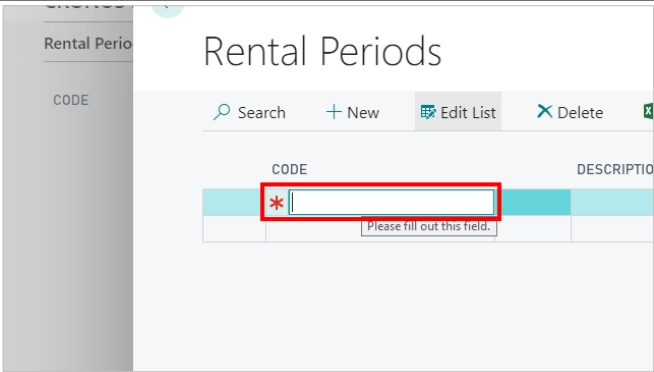 Rental Perio
CODE
Rental Periods
Search
New
Edit List
Delete
CODE
DESCRIPTIO
Please fill out this field.